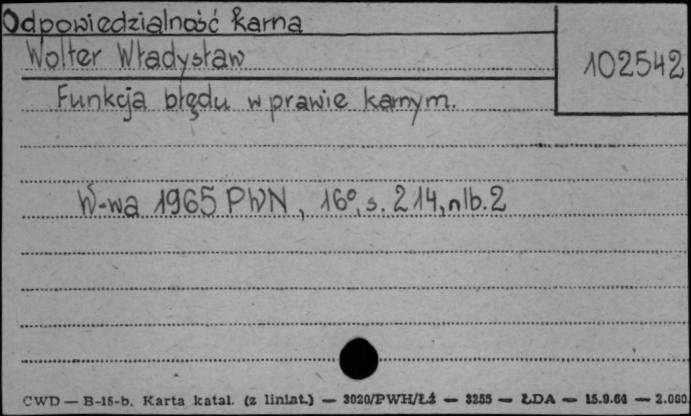 Odpowiedzialność karna
Wolter Władysław
102542
Funkcja błędu w prawie karnym.
W-wa 1965 PWN, 16°, s. 214, nlb. 2
CWD — B-15-b. Karta katal. (z liniat.) — 3020/PWH/Łź — 3255 — ŁDA — 15.9.64 — 2.000